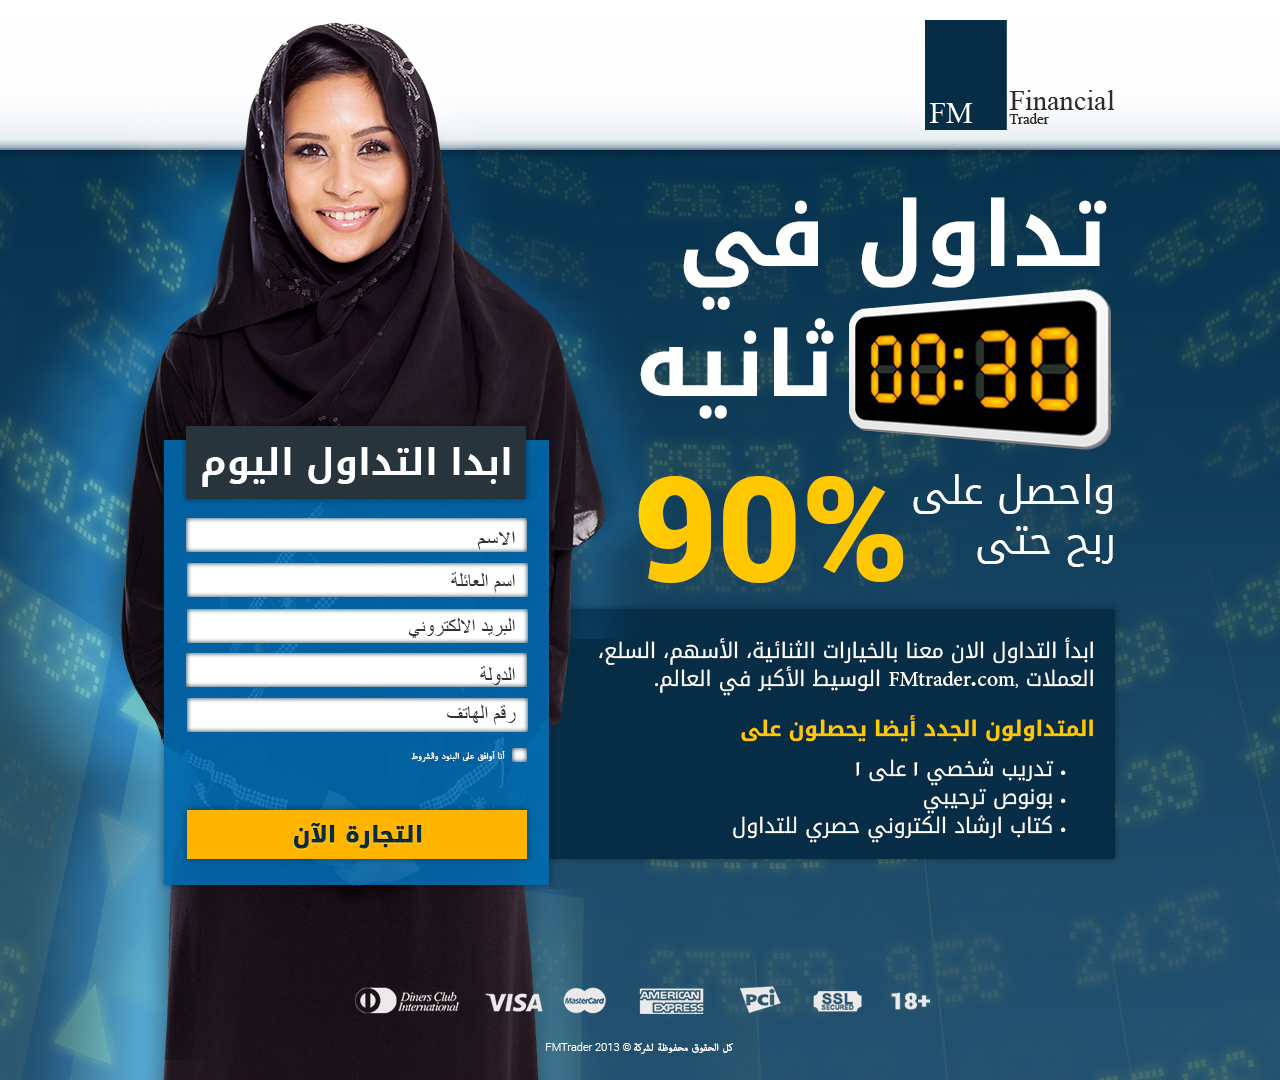 FM
Financial
Trader
تداول في
00:30 ثانيه
واحصل على
ربح حتى
90%
ابدا التداول اليوم
الاسم
اسم العائلة
البريد الالكتروني
الدولة
رقم الهاتف
أنا أوافق على البنود والشروط
التجارة الآن
ابدأ التداول الان معنا بالخيارات الثنائية، الأسهم، السلع،
العملات ,FMtrader.com الوسيط الأكبر في العالم.
المتداولون الجدد أيضا يحصلون على
• تدريب شخصي ١ على ١
• بونوص ترحيبي
• كتاب ارشاد الكتروني حصري للتداول
Diners Club International VISA MasterCard AMERICAN EXPRESS PCi SSL SECURED 18+
كل الحقوق محفوظة لشركة © FMTrader 2013